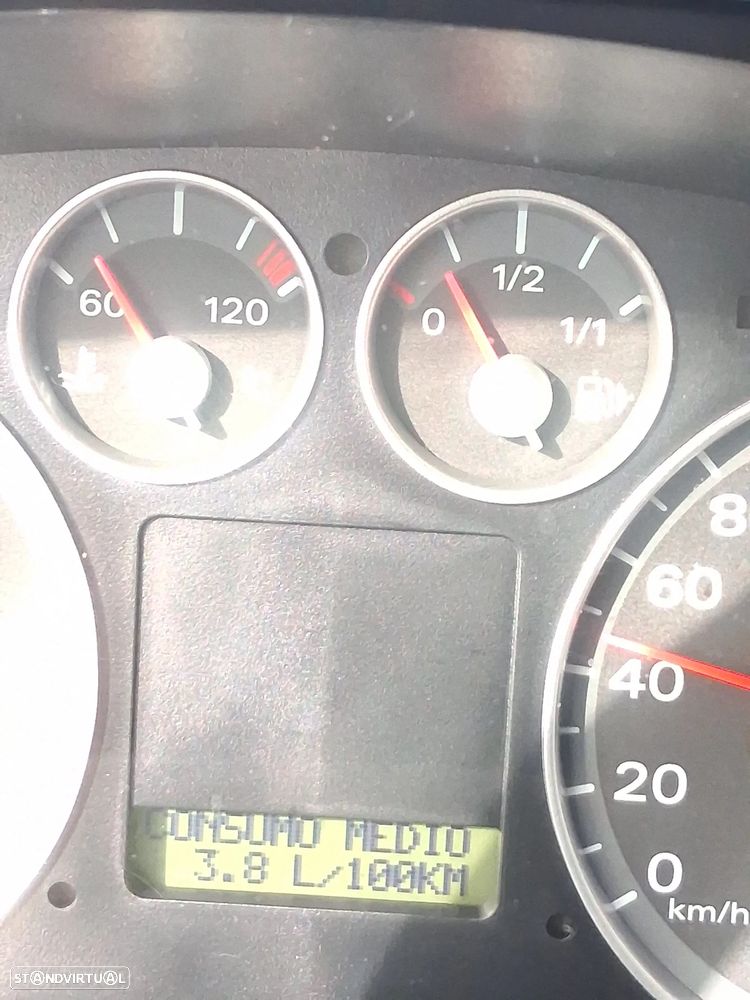 60
120
0
1/2
1/1
CONSUMO MEDIO
3.8 L/100KM
8
60
40
20
0
km/h
STANDVIRTUAL